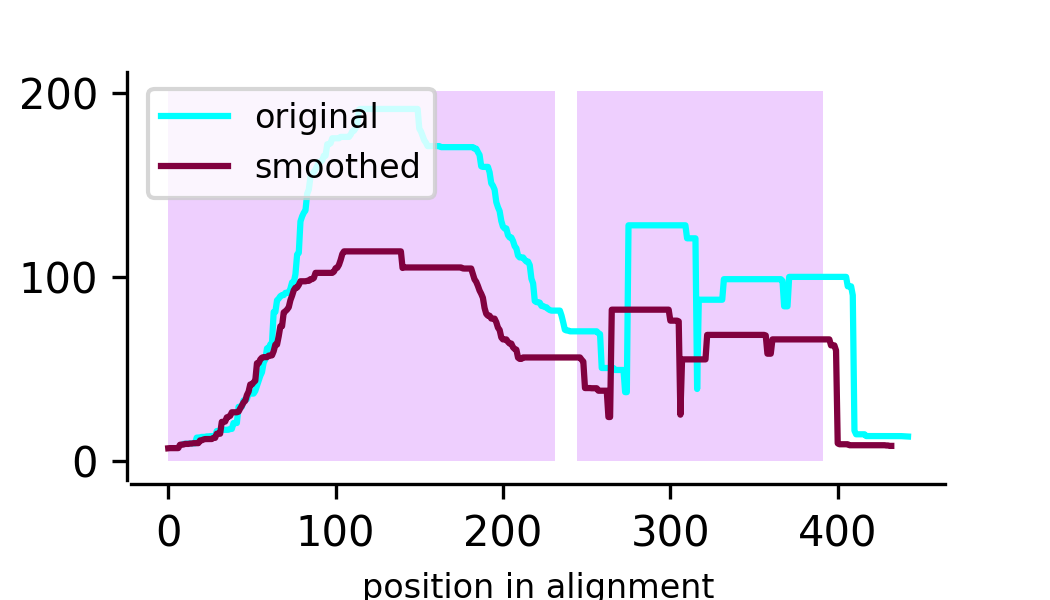 200
original
smoothed
100
0
0 100 200 300 400
position in alignment